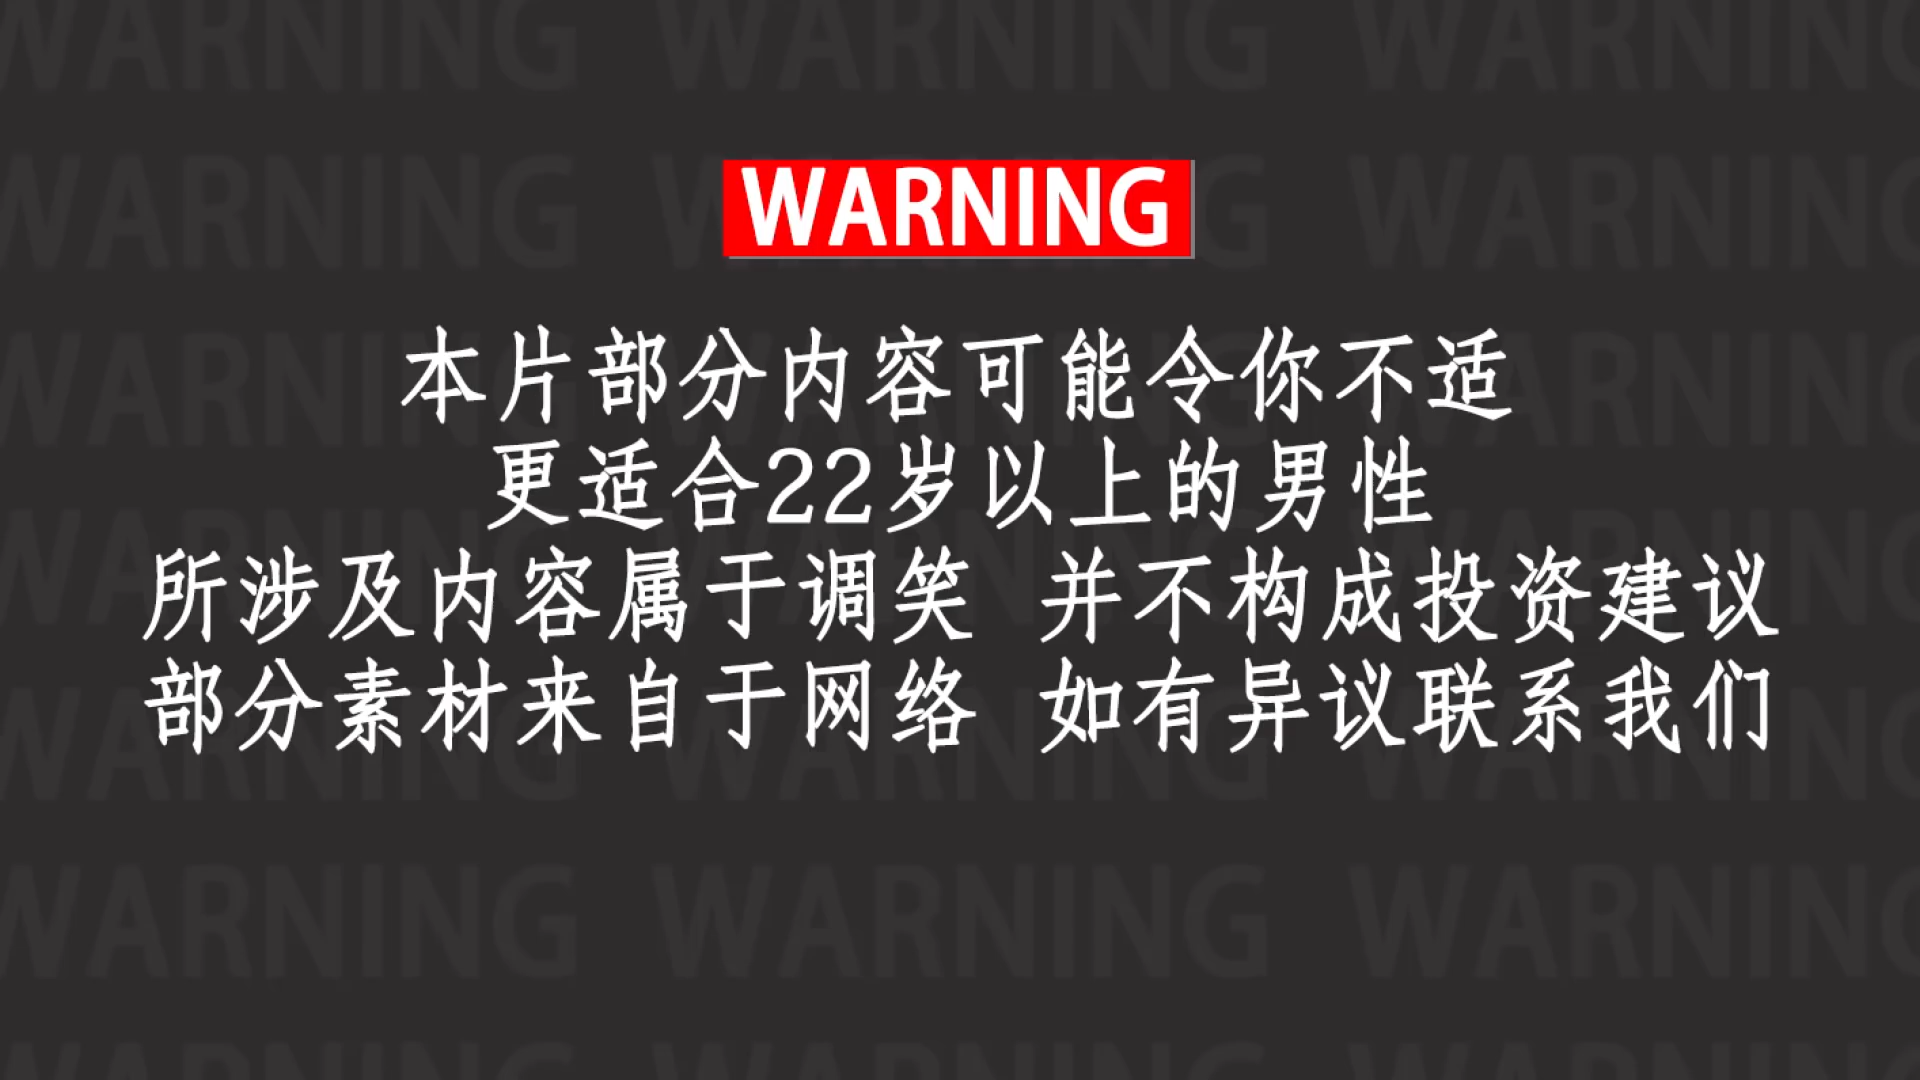 WARNING
本片部分内容可能令你不适
更适合22岁以上的男性
所涉及内容属于调笑 并不构成投资建议
部分素材来自于网络 如有异议联系我们